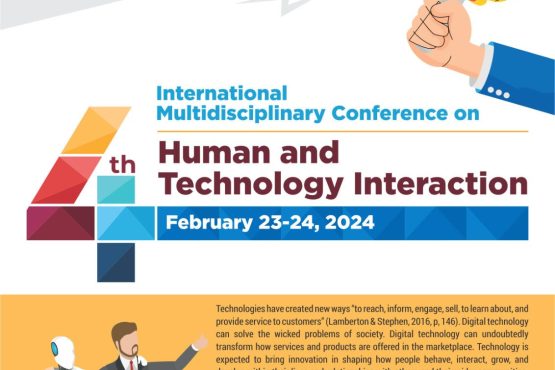 International
Multidisciplinary Conference on
4th
Human and
Technology Interaction
February 23-24, 2024
Technologies have created new ways “to reach, inform, engage, sell, to learn about, and
provide service to customers” (Lamberton & Stephen, 2016, p, 146). Digital technology
can solve the wicked problems of society. Digital technology can undoubtedly
transform how services and products are offered in the marketplace. Technology is
expected to bring innovation in shaping how people behave, interact, grow, and